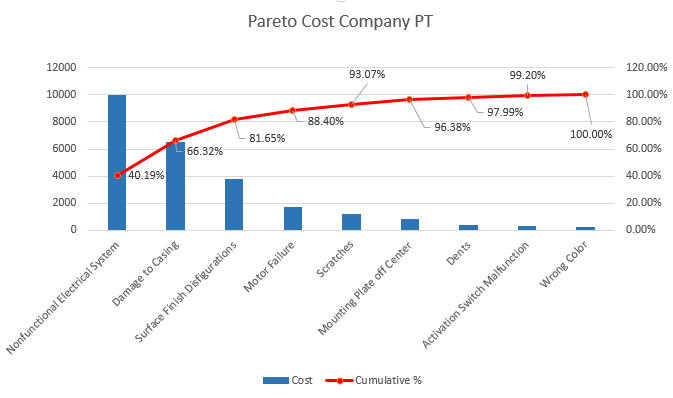 Pareto Cost Company PT
12000
10000
8000
6000
4000
2000
0
120.00%
100.00%
80.00%
60.00%
40.00%
20.00%
0.00%
40.19%
66.32%
81.65%
88.40%
93.07%
96.38%
97.99%
99.20%
100.00%
Nonfunctional Electrical System
Damage to Casing
Surface Finish Disfigurations
Motor Failure
Scratches
Mounting Plate off Center
Dents
Activation Switch Malfunction
Wrong Color
Cost
Cumulative %